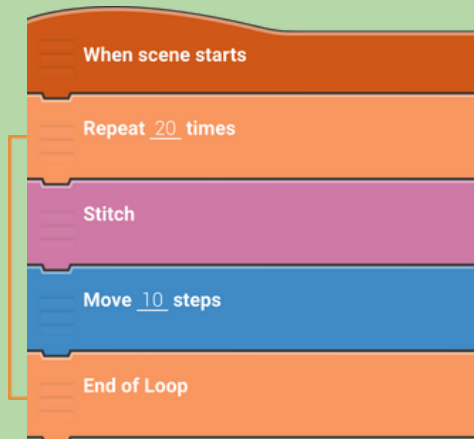 When scene starts
Repeat 20 times
Stitch
Move 10 steps
End of Loop